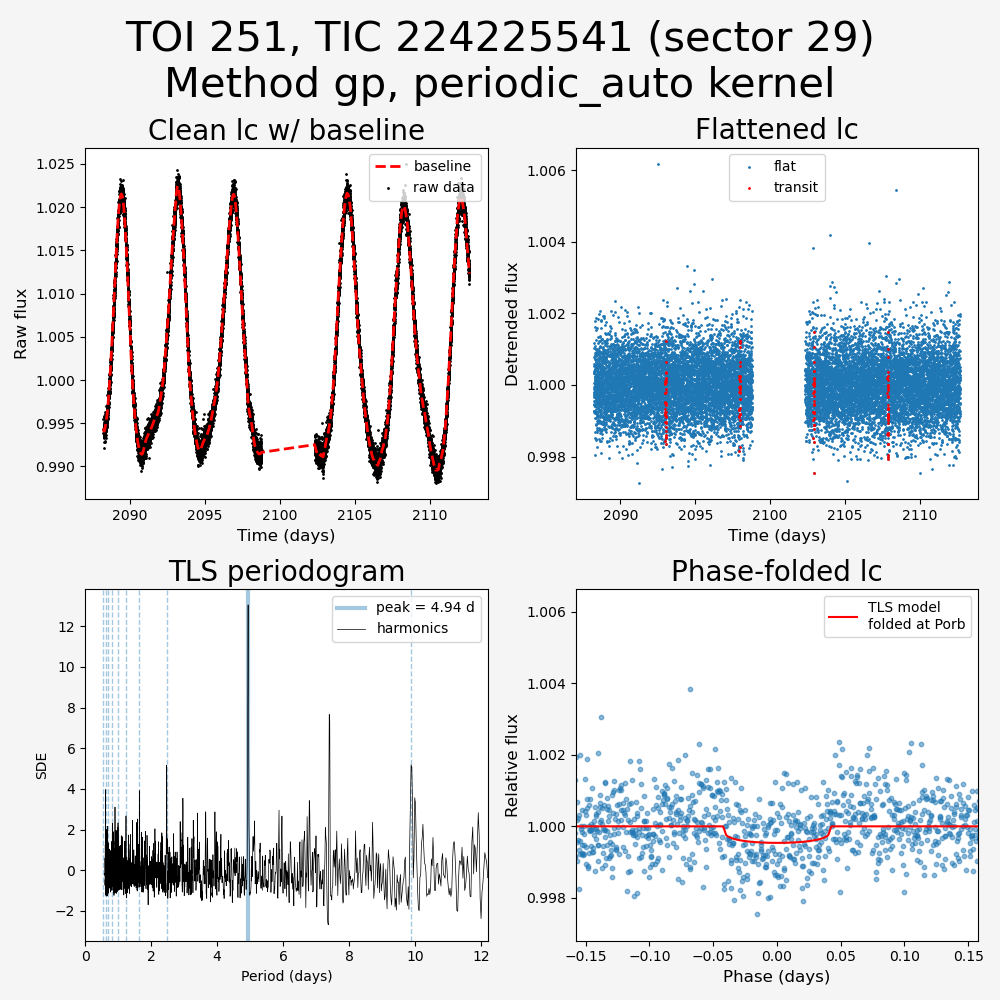 TOI 251, TIC 224225541 (sector 29)
Method gp, periodic_auto kernel
Clean lc w/ baseline
baseline
raw data
1.025
1.020
1.015
1.010
1.005
1.000
0.995
0.990
Raw flux
2090
2095
2100
2105
2110
Time (days)
Flattened lc
flat
transit
1.006
1.004
1.002
1.000
0.998
Detrended flux
2090
2095
2100
2105
2110
Time (days)
TLS periodogram
peak = 4.94 d
harmonics
12
10
8
6
4
2
0
−2
SDE
0
2
4
6
8
10
12
Period (days)
Phase-folded lc
TLS model
folded at Porb
1.006
1.004
1.002
1.000
0.998
Relative flux
−0.15
−0.10
−0.05
0.00
0.05
0.10
0.15
Phase (days)